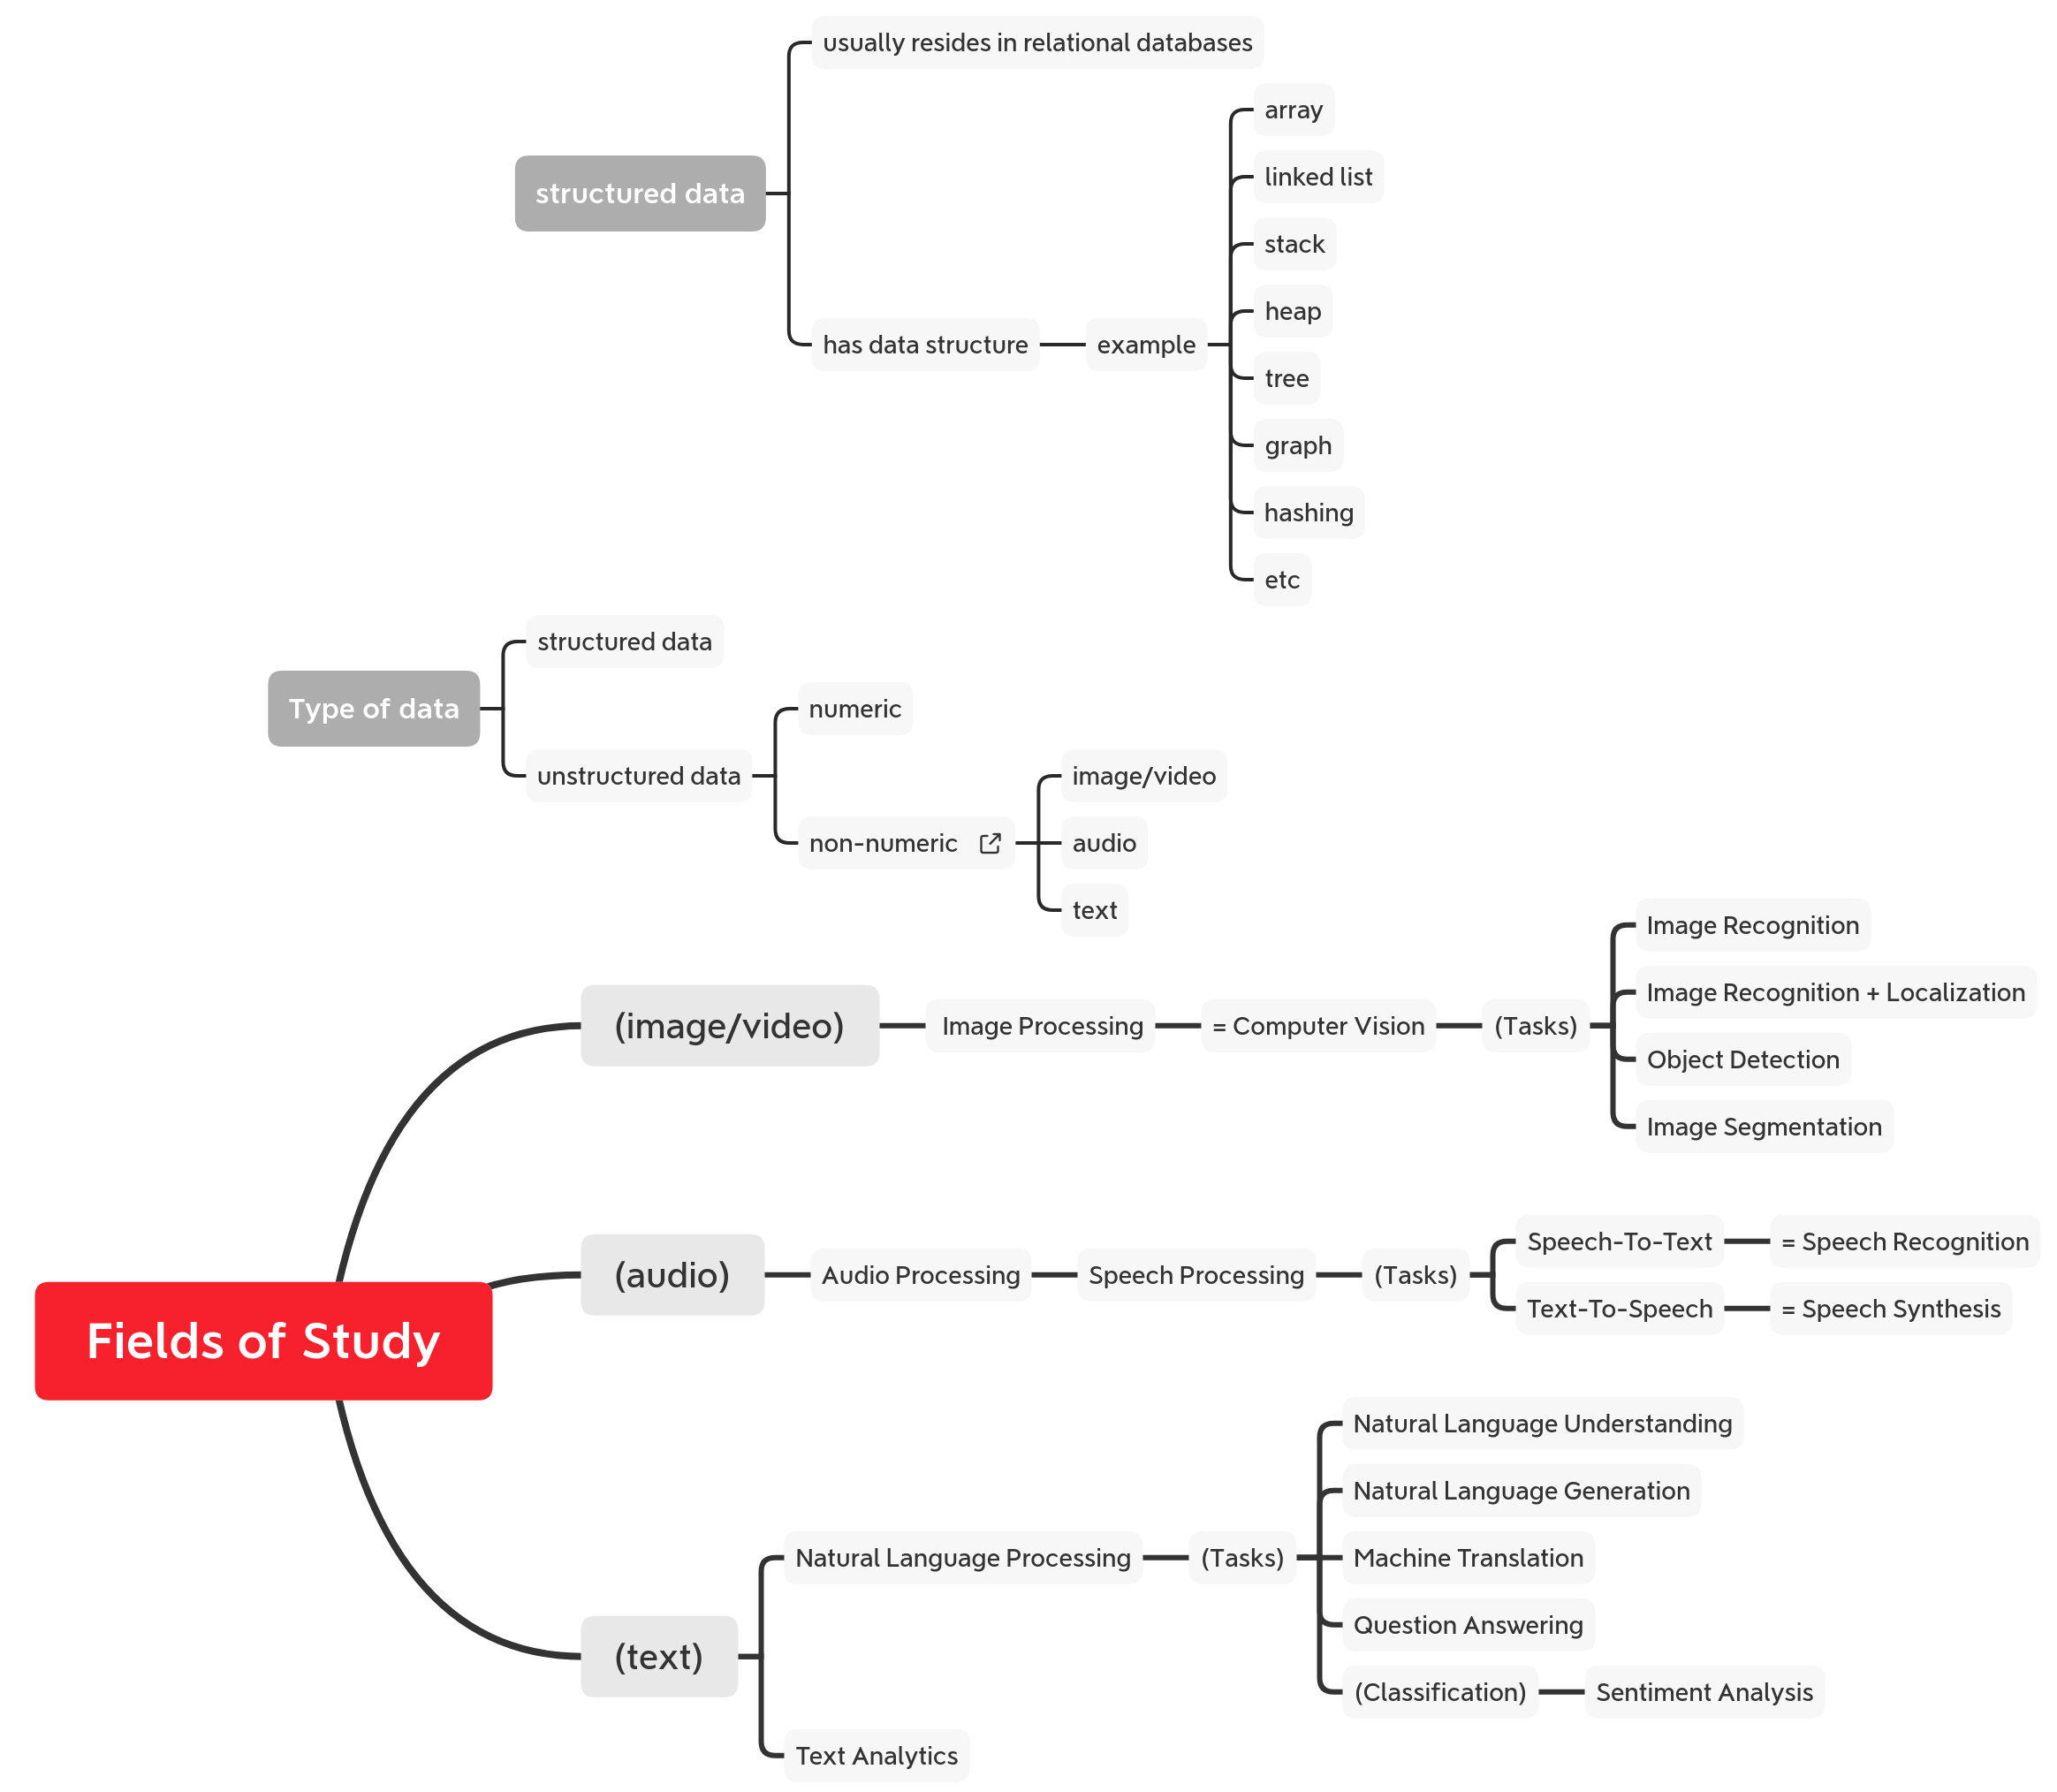 usually resides in relational databases
array
linked list
structured data
stack
heap
has data structure
example
tree
graph
hashing
etc
structured data
Type of data
numeric
unstructured data
image/video
non-numeric
audio
text
Image Recognition
Image Recognition + Localization
(image/video)
Image Processing
= Computer Vision
(Tasks)
Object Detection
Image Segmentation
Speech-To-Text
= Speech Recognition
(audio)
Audio Processing
Speech Processing
(Tasks)
Text-To-Speech
= Speech Synthesis
Fields of Study
Natural Language Understanding
Natural Language Generation
Natural Language Processing
(Tasks)
Machine Translation
Question Answering
(text)
(Classification)
Sentiment Analysis
Text Analytics